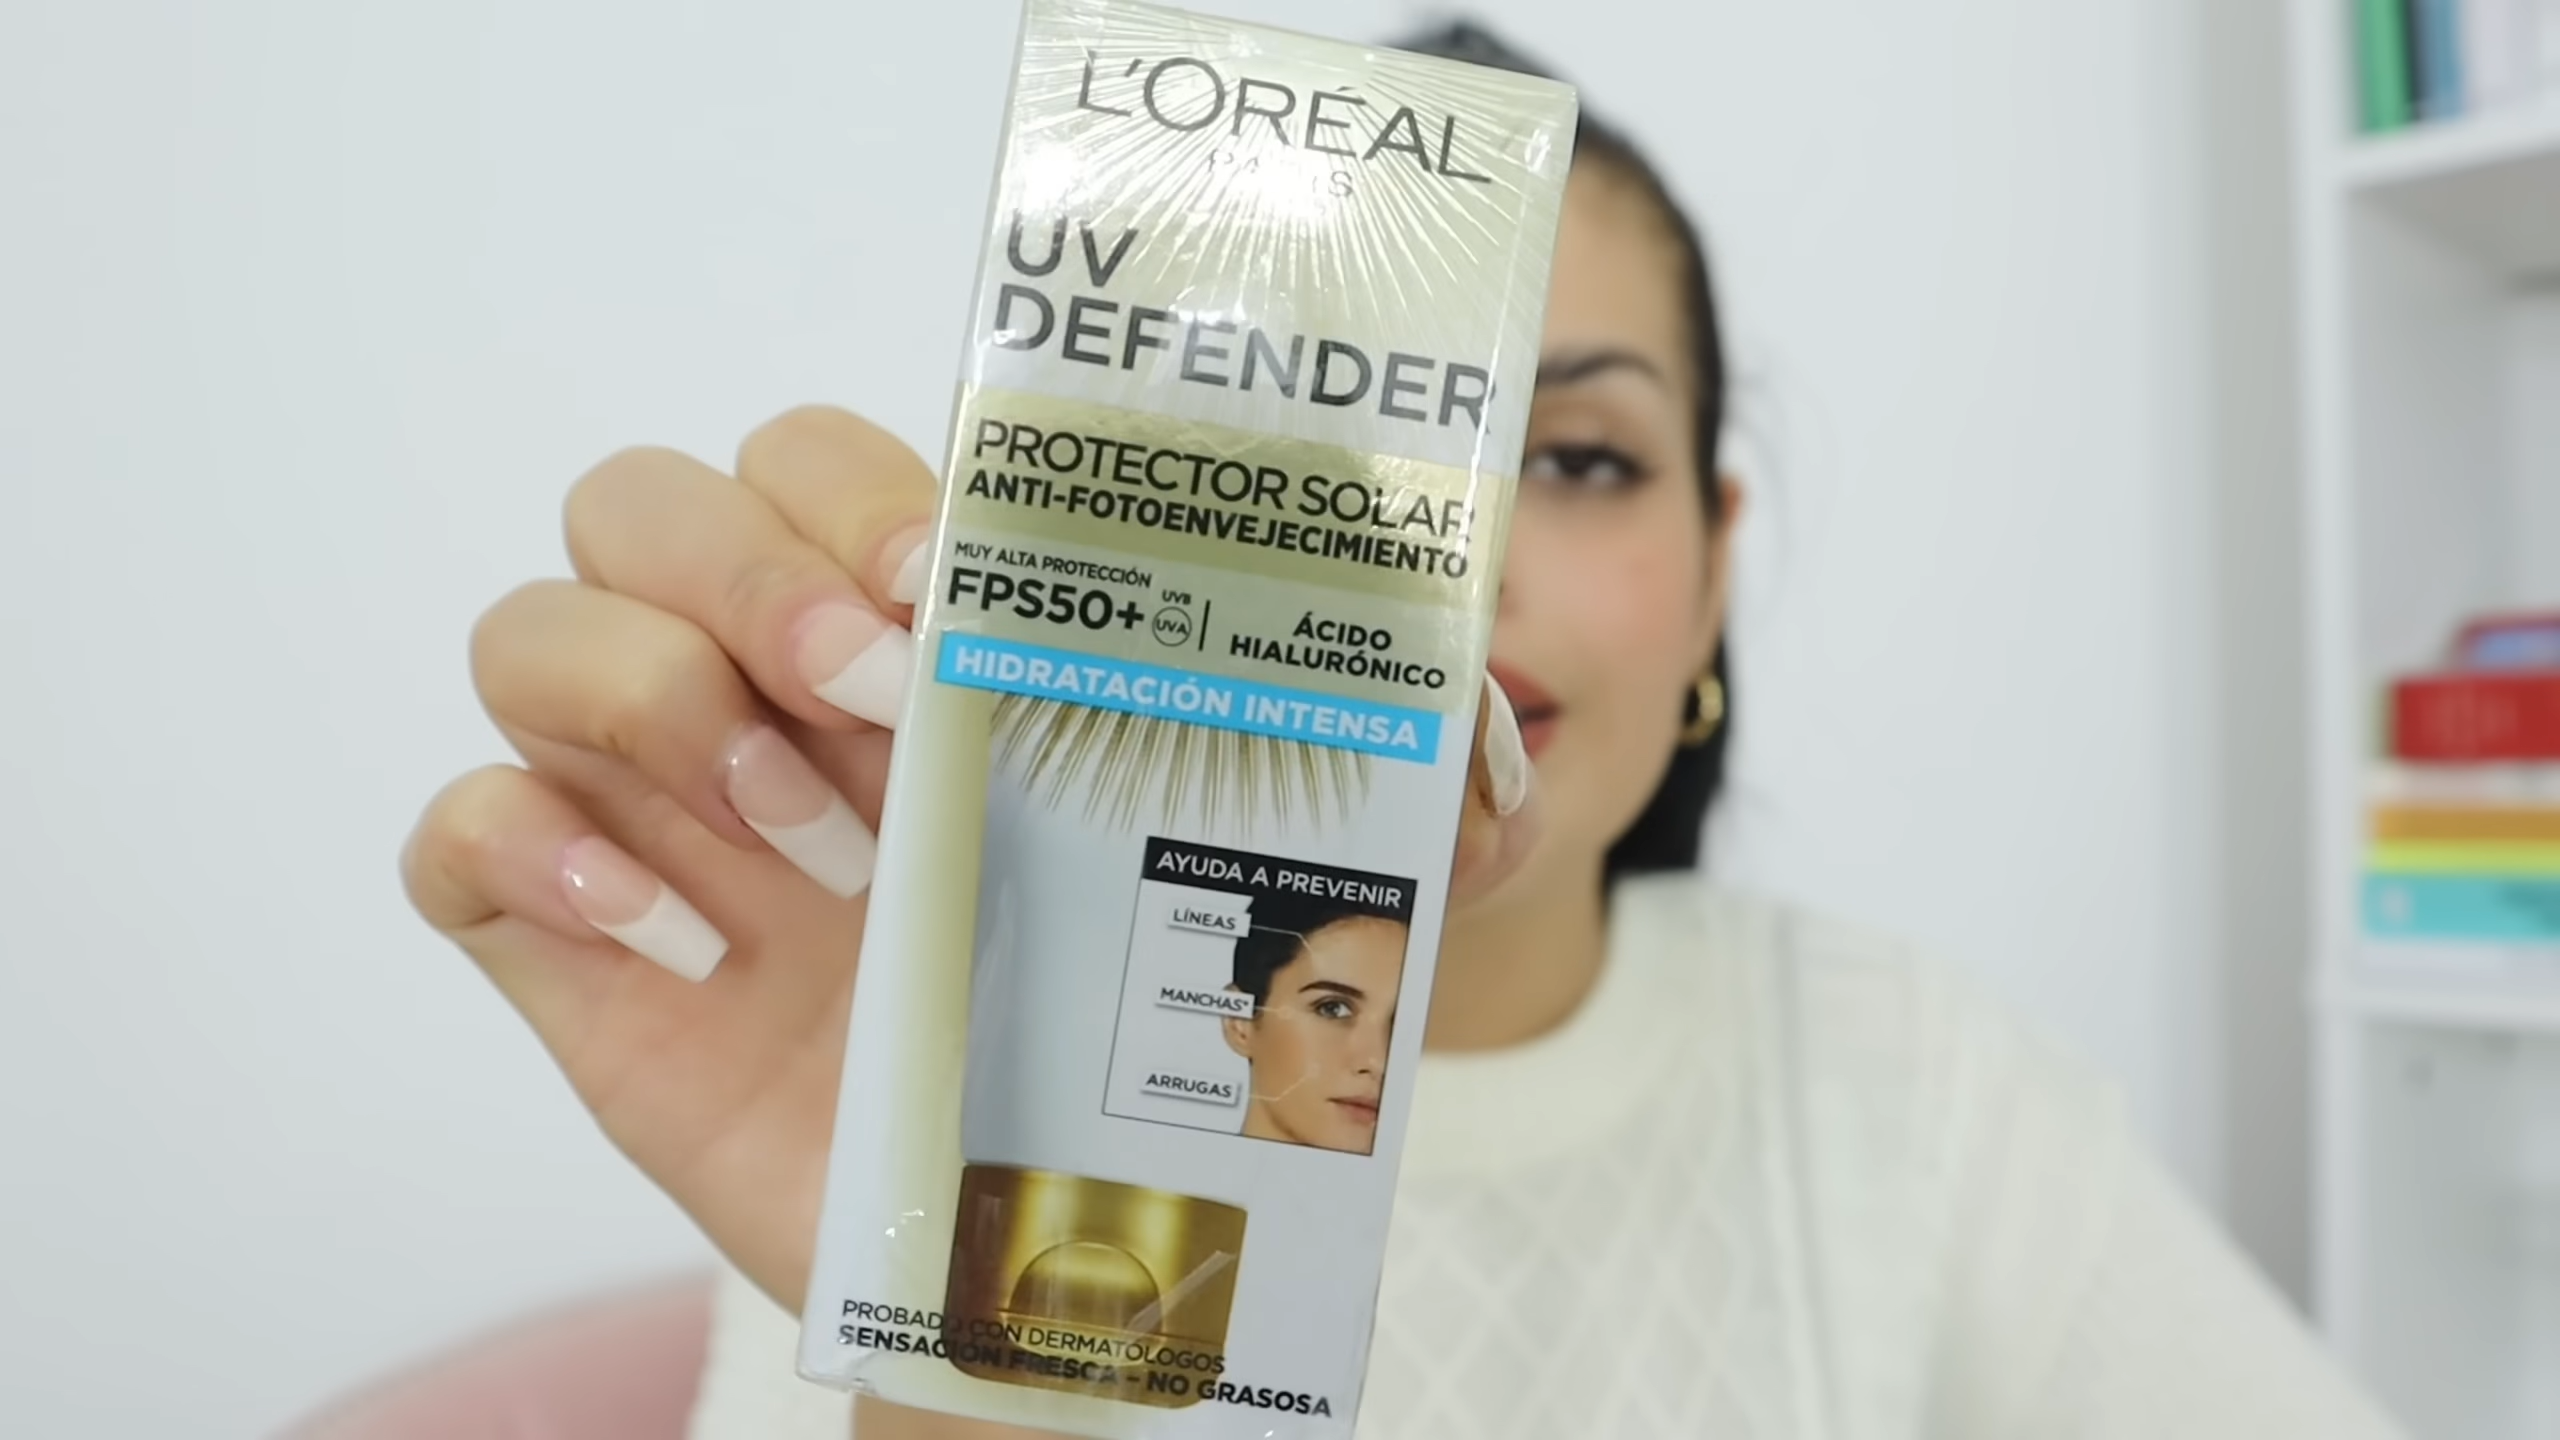 L'ORÉAL
PARIS
UV
DEFENDER
PROTECTOR SOLAR
ANTI-FOTOENVEJECIMIENTO
MUY ALTA PROTECCIÓN
FPS50+
UVB
UVA
ÁCIDO
HIALURÓNICO
HIDRATACIÓN INTENSA
AYUDA A PREVENIR
LÍNEAS
MANCHAS*
ARRUGAS
PROBADO CON DERMATÓLOGOS
SENSACIÓN FRESCA - NO GRASOSA